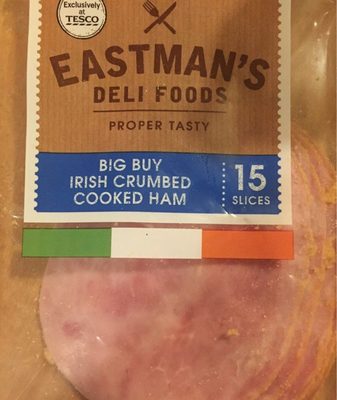 Exclusively
at
TESCO
EASTMAN'S
DELI FOODS
PROPER TASTY
BIG BUY
IRISH CRUMBED
COOKED HAM
15
SLICES